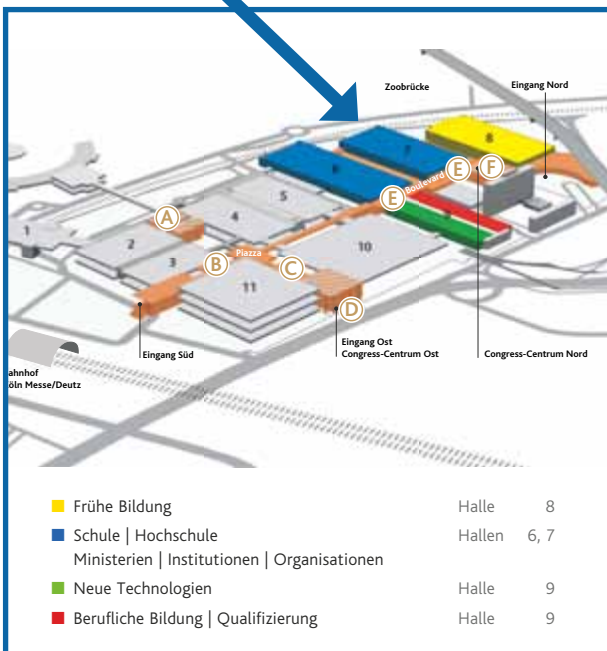 Zoobrücke
Eingang Nord
8
7
6
E
F
Boulevard
E
5
A
4
9
1
2
10
Piazza
3
B
C
11
D
Eingang Süd
Eingang Ost
Congress-Centrum Ost
Congress-Centrum Nord
ahnhof
öln Messe/Deutz
Frühe Bildung Halle 8
Schule | Hochschule Hallen 6, 7
Ministerien | Institutionen | Organisationen
Neue Technologien Halle 9
Berufliche Bildung | Qualifizierung Halle 9